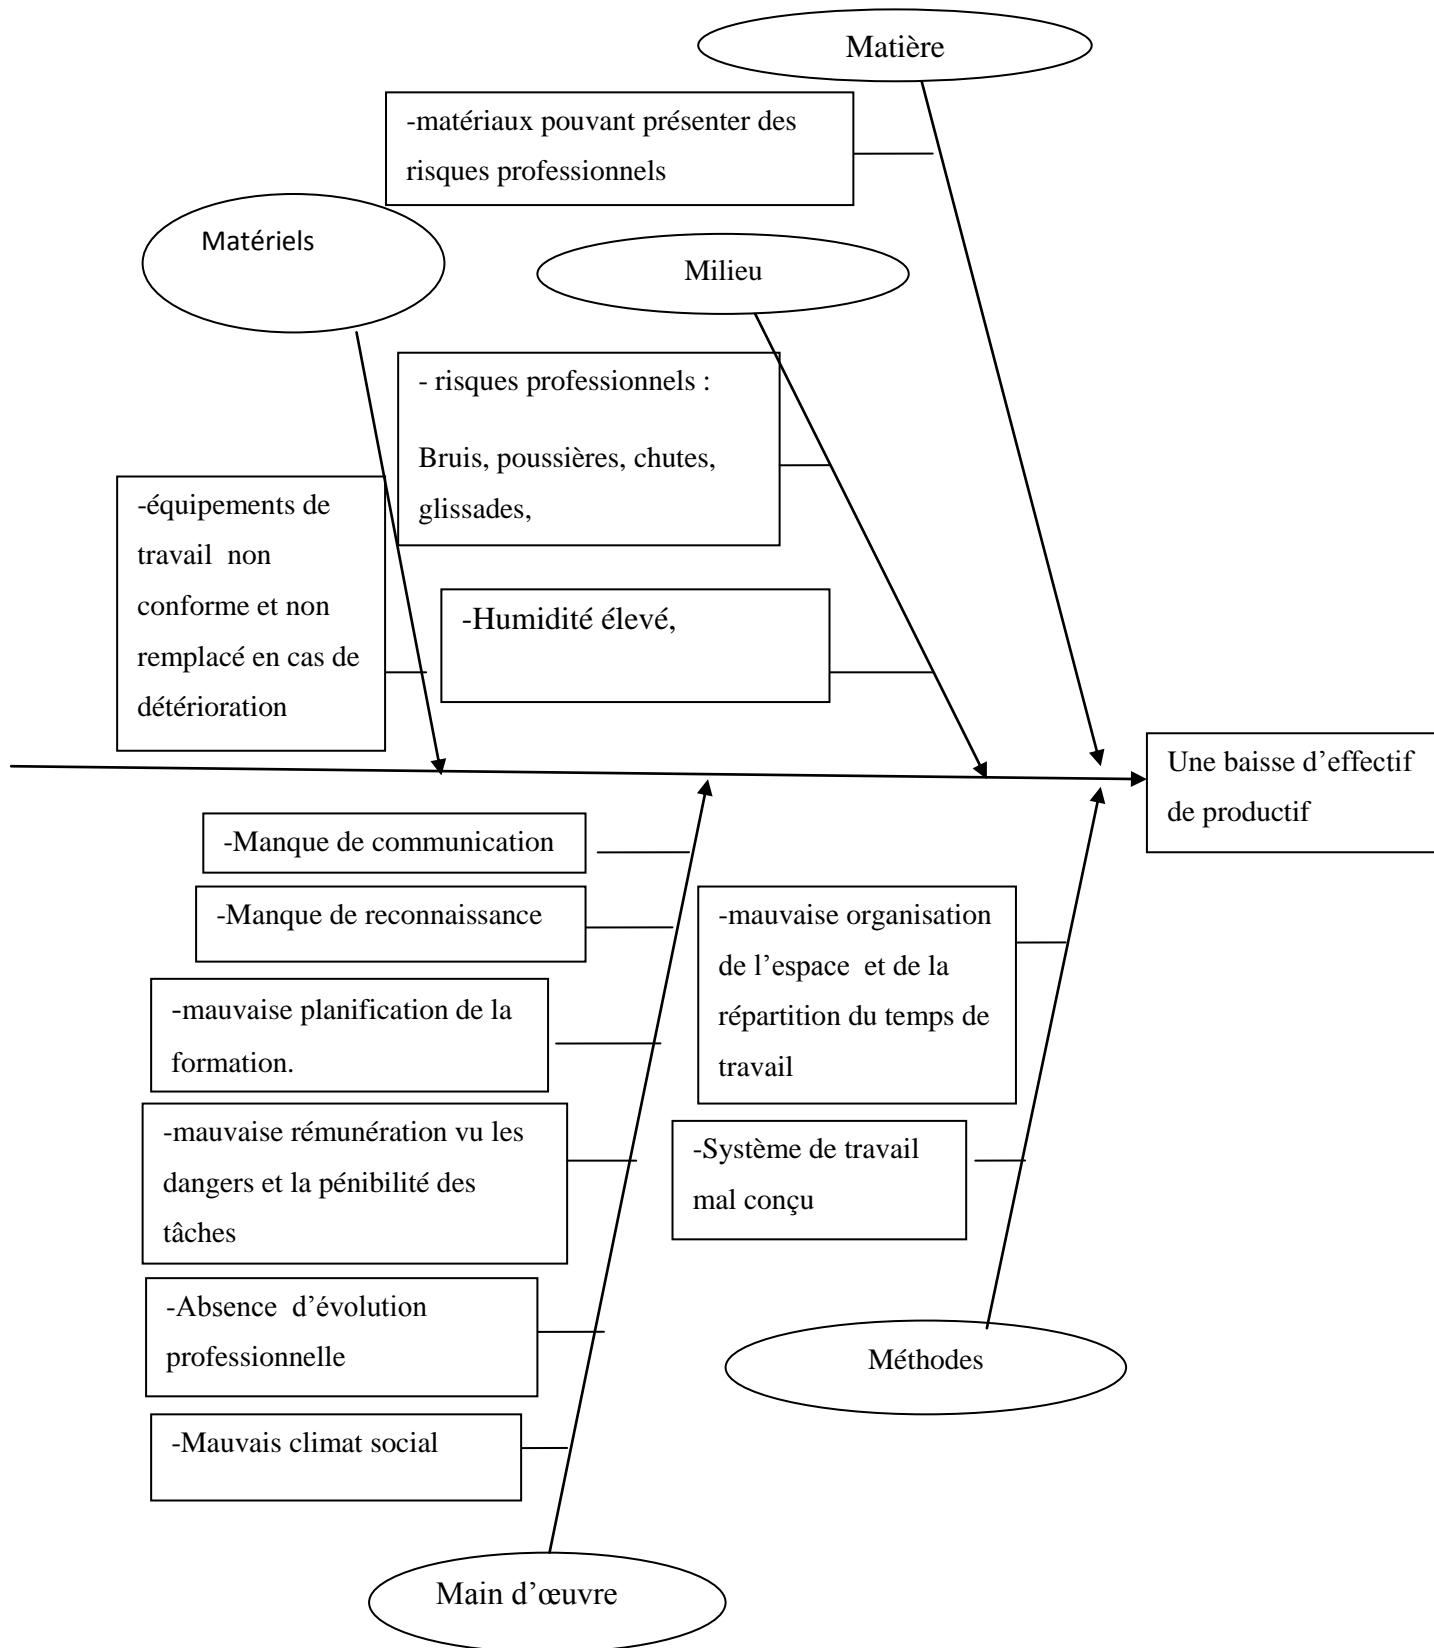 Matière
-matériaux pouvant présenter des
risques professionnels
Matériels
Milieu
- risques professionnels :
Bruis, poussières, chutes,
glissades,
-équipements de
travail  non
conforme et non
remplacé en cas de
détérioration
-Humidité élevé,
Une baisse d’effectif
de productif
-Manque de communication
-Manque de reconnaissance
-mauvaise planification de la
formation.
-mauvaise rémunération vu les
dangers et la pénibilité des
tâches
-Absence  d’évolution
professionnelle
-Mauvais climat social
-mauvaise organisation
de l’espace  et de la
répartition du temps de
travail
-Système de travail
mal conçu
Méthodes
Main d’œuvre